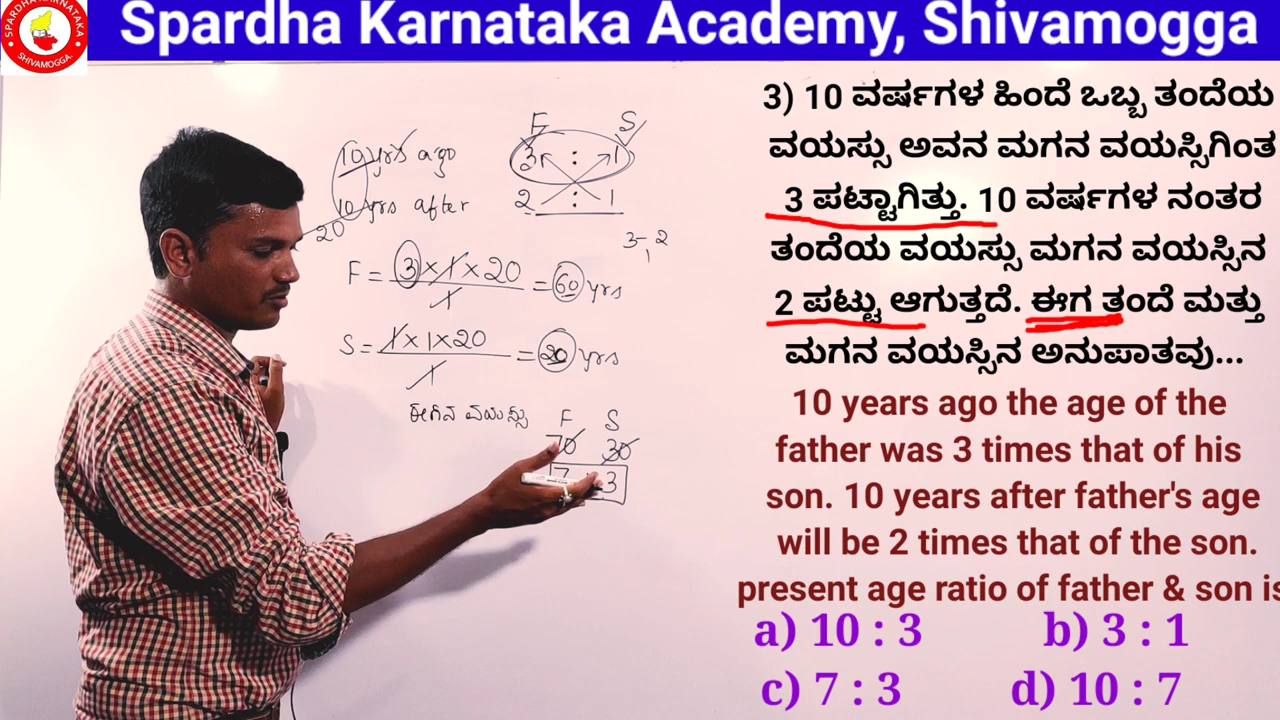 Spardha Karnataka Academy, Shivamogga
SPARDHA KARNATAKA
SHIVAMOGGA.
10 yrs ago
10 yrs after
20
F S
3 : 1
2 : 1
3-1, 2
F = 3×1×20 = 60 yrs
1
S = 1×1×20 = 20 yrs
1
ಈಗಿನ ವಯಸ್ಸು F S
70 30
7 3
3) 10 ವರ್ಷಗಳ ಹಿಂದೆ ಒಬ್ಬ ತಂದೆಯ
ವಯಸ್ಸು ಅವನ ಮಗನ ವಯಸ್ಸಿಗಿಂತ
3 ಪಟ್ಟಾಗಿತ್ತು. 10 ವರ್ಷಗಳ ನಂತರ
ತಂದೆಯ ವಯಸ್ಸು ಮಗನ ವಯಸ್ಸಿನ
2 ಪಟ್ಟು ಆಗುತ್ತದೆ. ಈಗ ತಂದೆ ಮತ್ತು
ಮಗನ ವಯಸ್ಸಿನ ಅನುಪಾತವು...
10 years ago the age of the
father was 3 times that of his
son. 10 years after father's age
will be 2 times that of the son.
present age ratio of father & son is
a) 10 : 3 b) 3 : 1
c) 7 : 3 d) 10 : 7